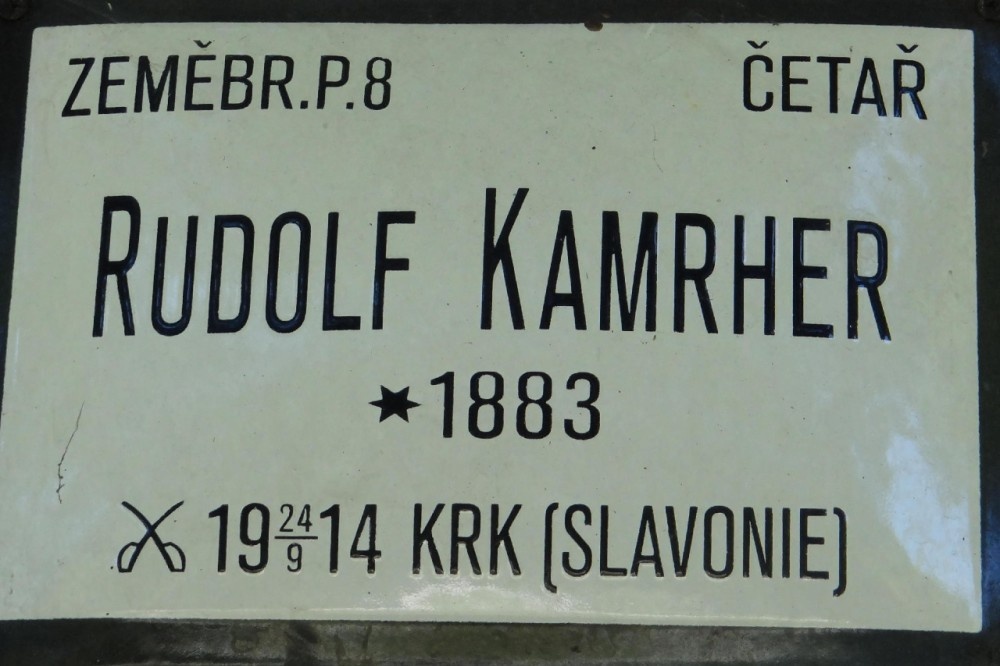 ZEMĚBR.P.8 ČETAŘ
RUDOLF KAMRHER
✶1883
⚔ 19 24/9 14 KRK (SLAVONIE)